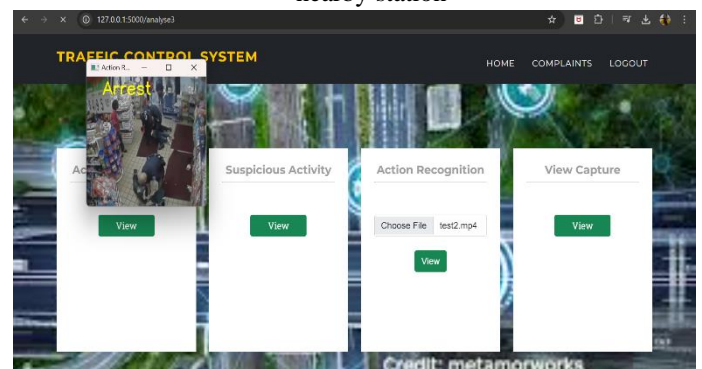 nearby station
127.0.0.1:5000/analyse3
TRAFFIC CONTROL SYSTEM
HOME COMPLAINTS LOGOUT
Action R...
Arrest
Ac
Suspicious Activity
Action Recognition
View Capture
View
View
Choose File test2.mp4
View
View
Credit: metamorworks